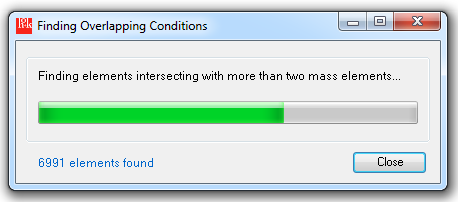 Finding Overlapping Conditions
Finding elements intersecting with more than two mass elements...
6991 elements found
Close